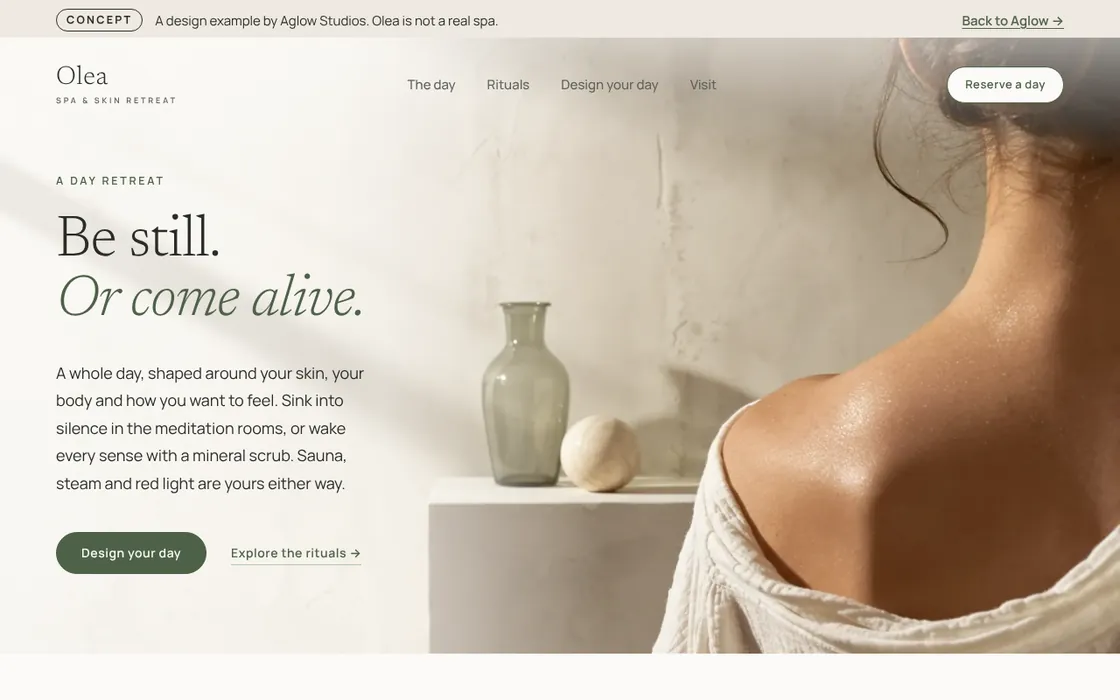 CONCEPT A design example by Aglow Studios. Olea is not a real spa. Back to Aglow →
Olea
SPA & SKIN RETREAT
The day Rituals Design your day Visit
Reserve a day
A DAY RETREAT
Be still.
Or come alive.
A whole day, shaped around your skin, your
body and how you want to feel. Sink into
silence in the meditation rooms, or wake
every sense with a mineral scrub. Sauna,
steam and red light are yours either way.
Design your day Explore the rituals →